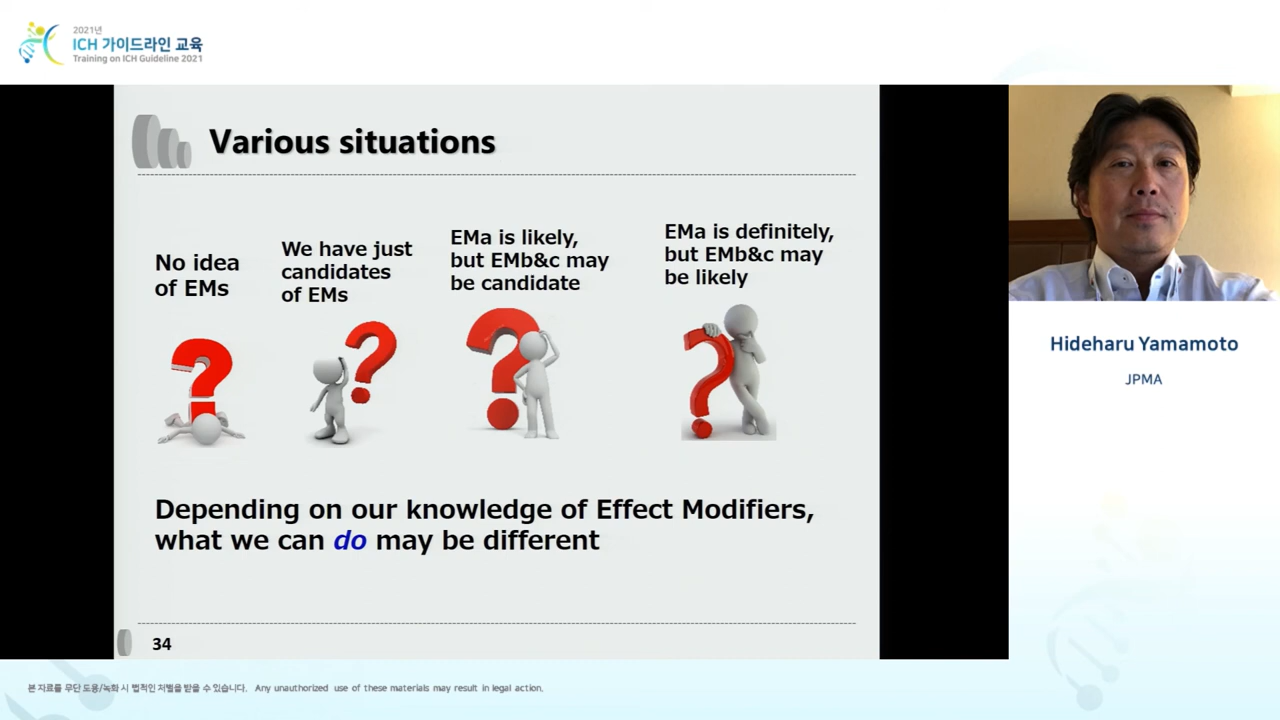 2021년
ICH 가이드라인 교육
Training on ICH Guideline 2021
Various situations
No idea
of EMs
We have just
candidates
of EMs
EMa is likely,
but EMb&c may
be candidate
EMa is definitely,
but EMb&c may
be likely
Depending on our knowledge of Effect Modifiers,
what we can do may be different
34
Hideharu Yamamoto
JPMA
본 자료를 무단 도용/녹화 시 법적인 처벌을 받을 수 있습니다. Any unauthorized use of these materials may result in legal action.